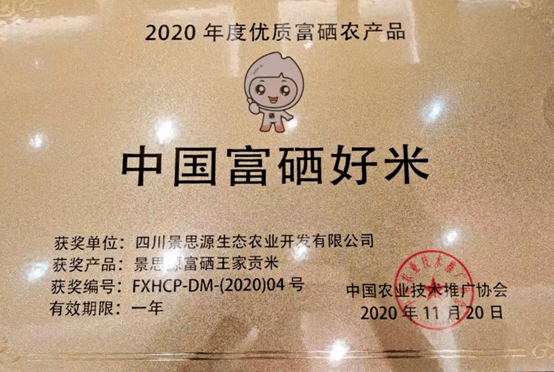 2020 年度优质富硒农产品
中国富硒好米
获奖单位：四川景思源生态农业开发有限公司
获奖产品：景思源富硒王家贡米
获奖编号：FXHCP-DM-(2020)04 号
有效期限：一年
中国农业技术推广协会
2020 年 11 月 20 日